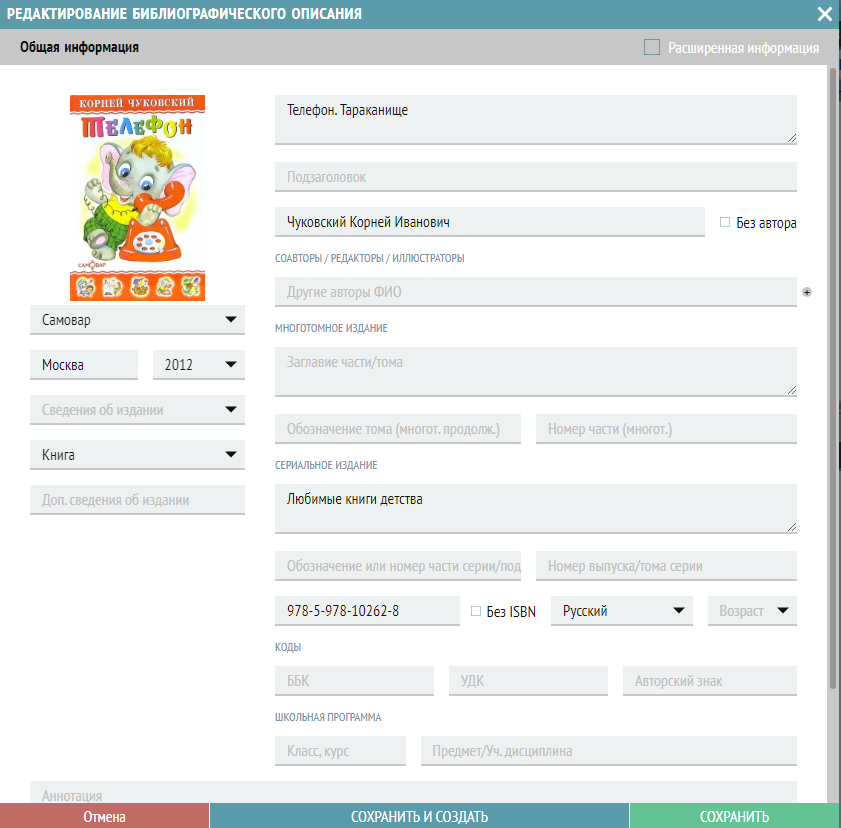 РЕДАКТИРОВАНИЕ БИБЛИОГРАФИЧЕСКОГО ОПИСАНИЯ
Общая информация
Расширенная информация
КОРНЕЙ ЧУКОВСКИЙ
ТЕЛЕФОН
САМОВАР
Самовар
Москва
2012
Сведения об издании
Книга
Доп. сведения об издании
Телефон. Тараканище
Подзаголовок
Чуковский Корней Иванович
Без автора
СОАВТОРЫ / РЕДАКТОРЫ / ИЛЛЮСТРАТОРЫ
Другие авторы ФИО
МНОГОТОМНОЕ ИЗДАНИЕ
Заглавие части/тома
Обозначение тома (многот. продолж.)
Номер части (многот.)
СЕРИАЛЬНОЕ ИЗДАНИЕ
Любимые книги детства
Обозначение или номер части серии/под
Номер выпуска/тома серии
978-5-978-10262-8
Без ISBN
Русский
Возраст
КОДЫ
ББК
УДК
Авторский знак
ШКОЛЬНАЯ ПРОГРАММА
Класс, курс
Предмет/Уч. дисциплина
Аннотация
Отмена
СОХРАНИТЬ И СОЗДАТЬ
СОХРАНИТЬ